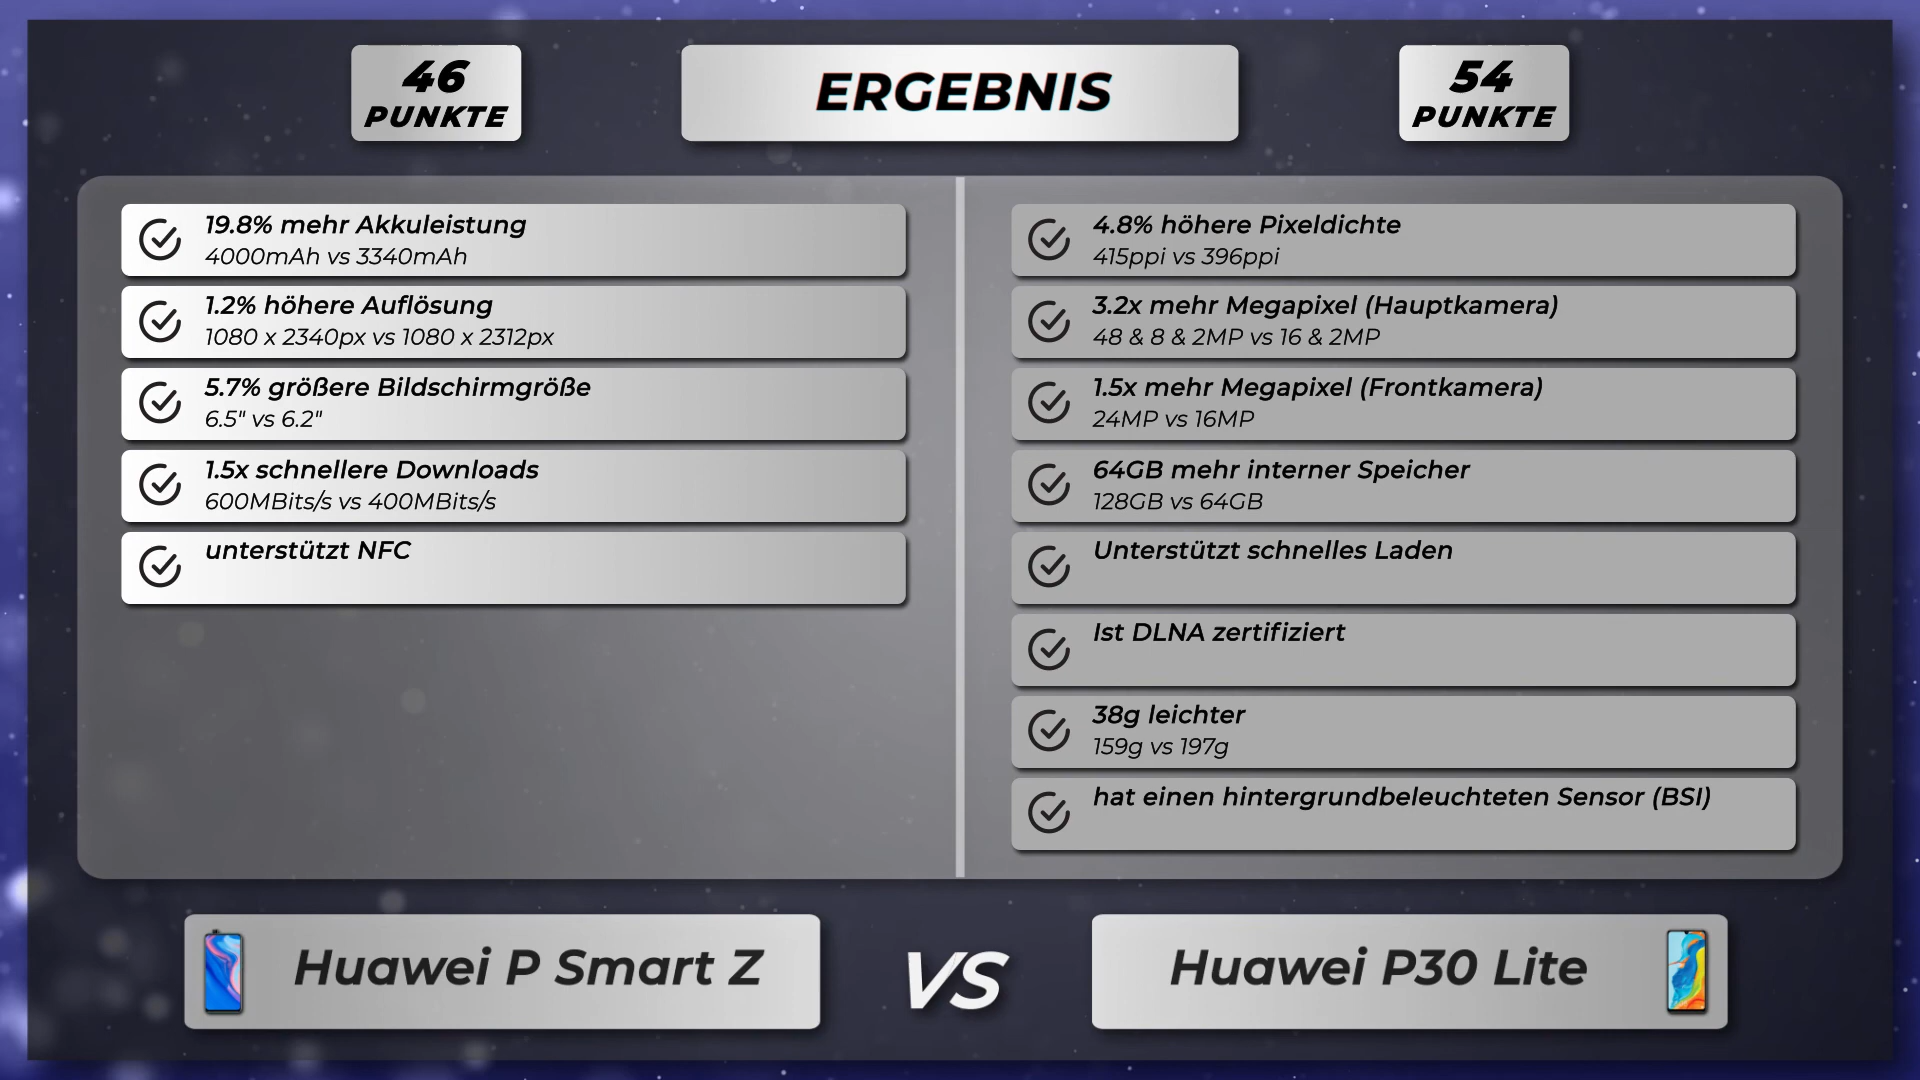 46
PUNKTE
ERGEBNIS
54
PUNKTE
19.8% mehr Akkuleistung
4000mAh vs 3340mAh
1.2% höhere Auflösung
1080 x 2340px vs 1080 x 2312px
5.7% größere Bildschirmgröße
6.5" vs 6.2"
1.5x schnellere Downloads
600MBits/s vs 400MBits/s
unterstützt NFC
4.8% höhere Pixeldichte
415ppi vs 396ppi
3.2x mehr Megapixel (Hauptkamera)
48 & 8 & 2MP vs 16 & 2MP
1.5x mehr Megapixel (Frontkamera)
24MP vs 16MP
64GB mehr interner Speicher
128GB vs 64GB
Unterstützt schnelles Laden
Ist DLNA zertifiziert
38g leichter
159g vs 197g
hat einen hintergrundbeleuchteten Sensor (BSI)
Huawei P Smart Z
VS
Huawei P30 Lite